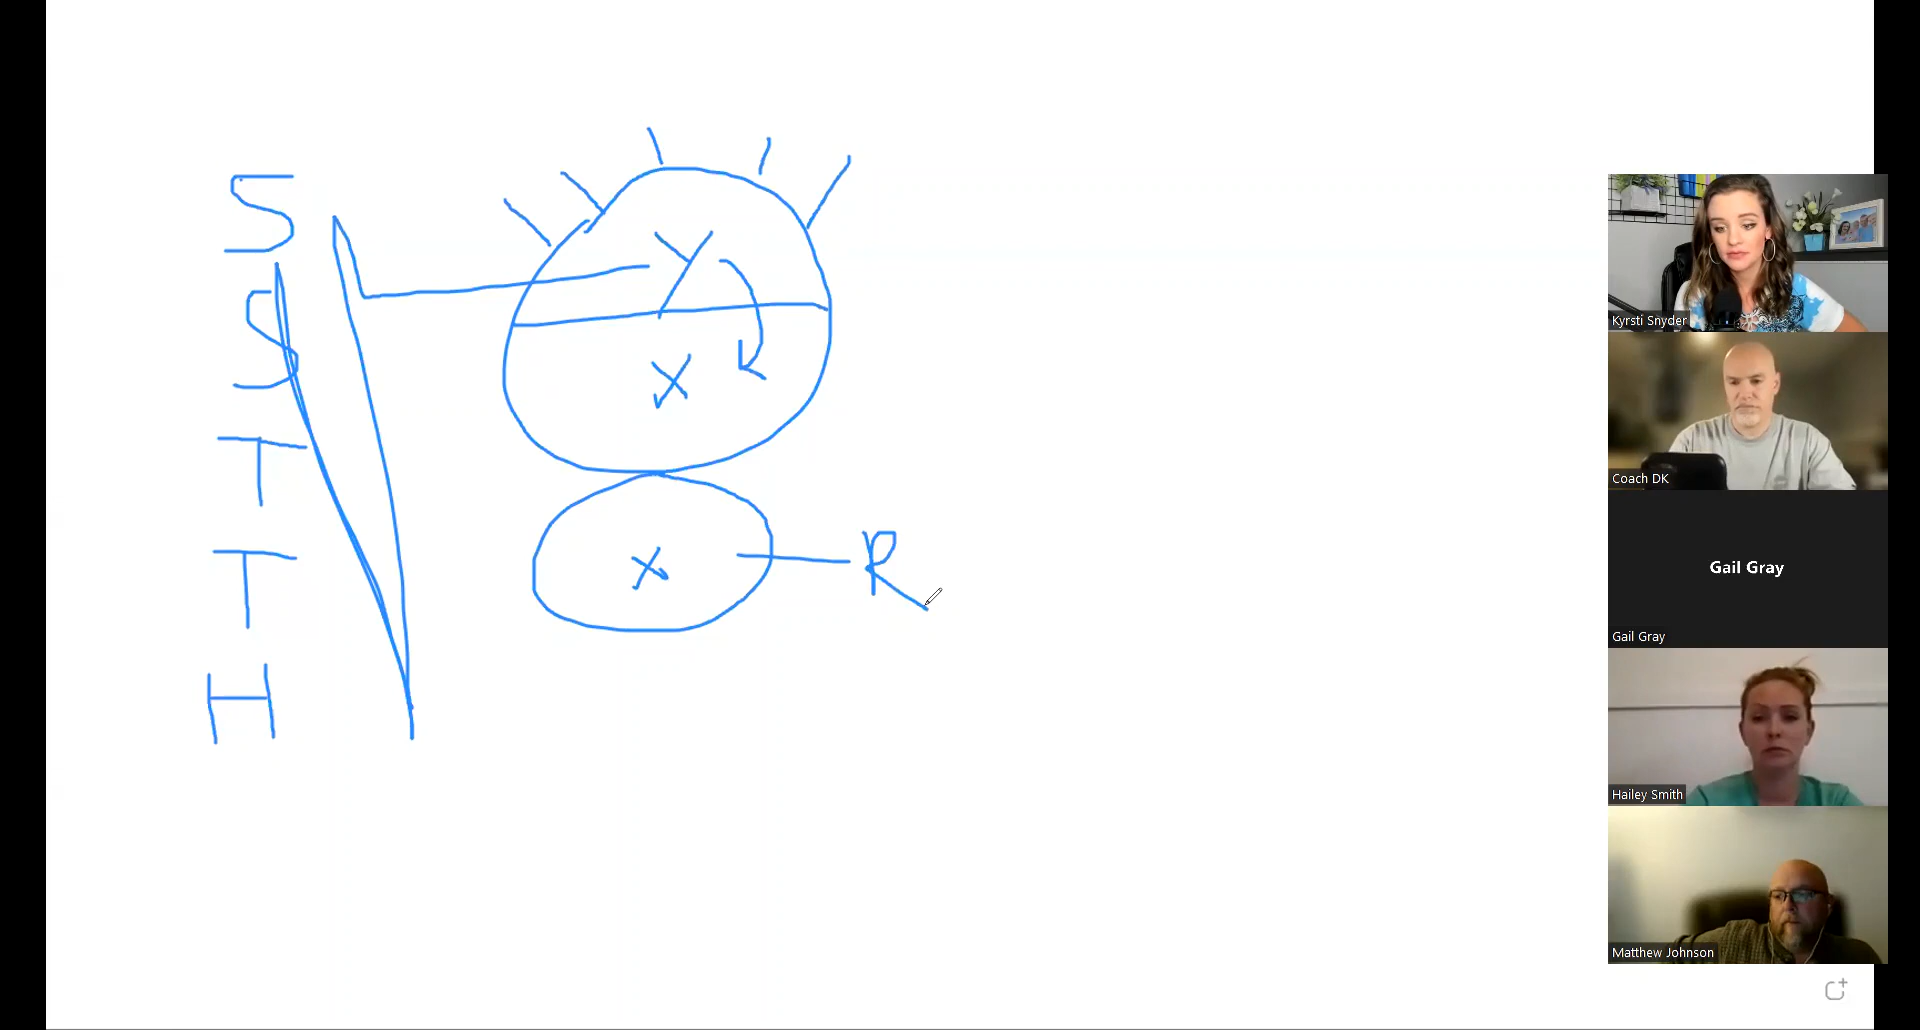 S
S
T
T
H
Y
X
X
R
Kyrsti Snyder
Coach DK
Gail Gray
Gail Gray
Hailey Smith
Matthew Johnson